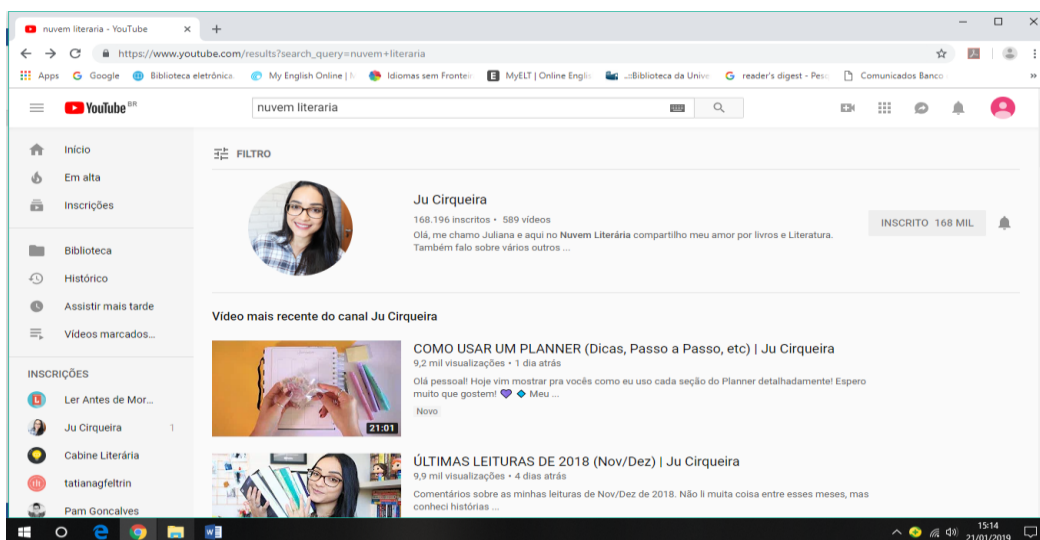 nuvem literaria - YouTube
https://www.youtube.com/results?search_query=nuvem+literaria
Apps Google Biblioteca eletrônica. My English Online | Idiomas sem Frontei MyELT | Online Englis ..::Biblioteca da Unive reader's digest - Pesq Comunicados Banco
YouTube BR
nuvem literaria
Início
Em alta
Inscrições
Biblioteca
Histórico
Assistir mais tarde
Vídeos marcados...
INSCRIÇÕES
Ler Antes de Mor...
Ju Cirqueira 1
Cabine Literária
tatianagfeltrin
Pam Gonçalves
FILTRO
Ju Cirqueira
168.196 inscritos • 589 vídeos
Olá, me chamo Juliana e aqui no Nuvem Literária compartilho meu amor por livros e Literatura.
Também falo sobre vários outros ...
INSCRITO 168 MIL
Vídeo mais recente do canal Ju Cirqueira
21:01
COMO USAR UM PLANNER (Dicas, Passo a Passo, etc) | Ju Cirqueira
9,2 mil visualizações • 1 dia atrás
Olá pessoal! Hoje vim mostrar pra vocês como eu uso cada seção do Planner detalhadamente! Espero
muito que gostem! 💜 🔷 Meu ...
Novo
ÚLTIMAS LEITURAS DE 2018 (Nov/Dez) | Ju Cirqueira
9,9 mil visualizações • 4 dias atrás
Comentários sobre as minhas leituras de Nov/Dez de 2018. Não li muita coisa entre esses meses, mas
conheci histórias ...
15:14
21/01/2019